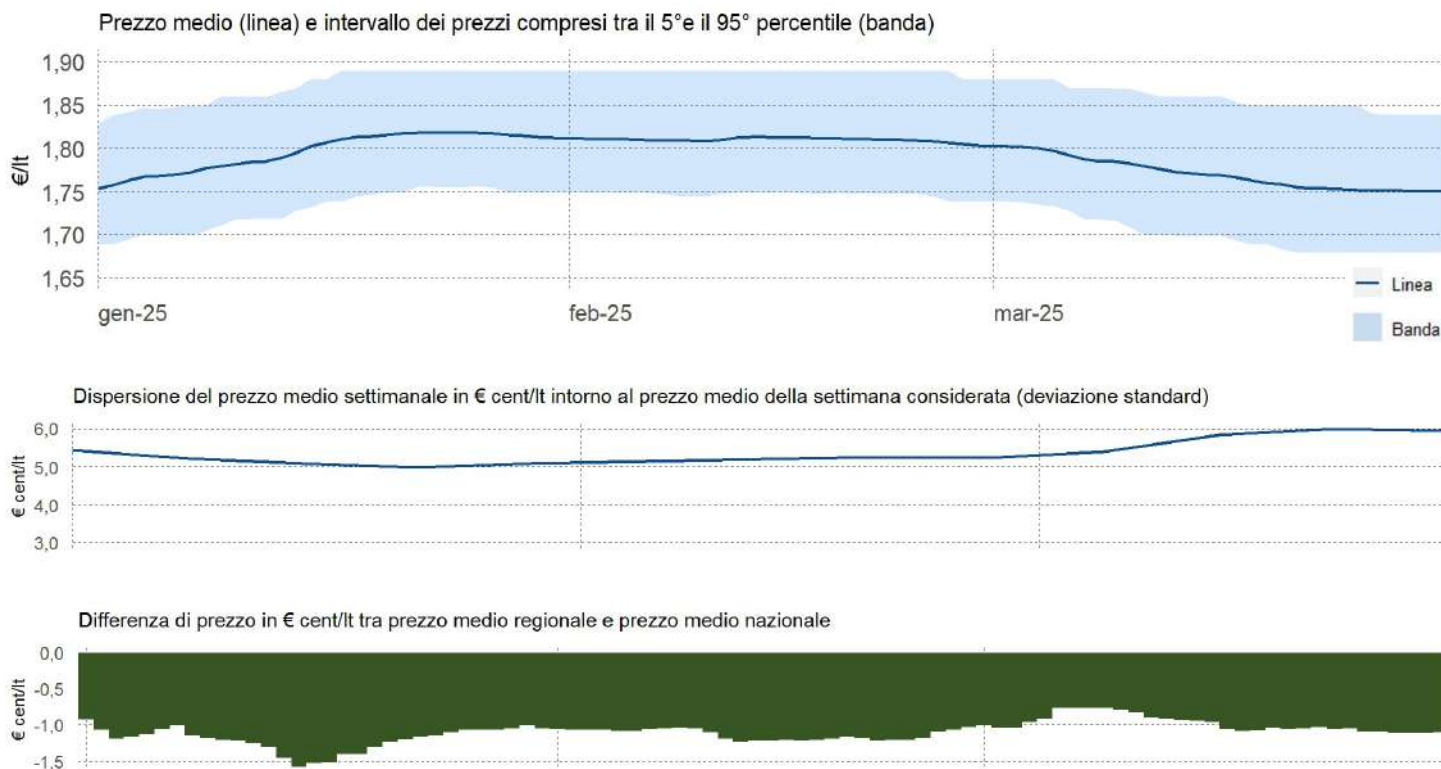 Prezzo medio (linea) e intervallo dei prezzi compresi tra il 5°e il 95° percentile (banda)
€/lt
1,90
1,85
1,80
1,75
1,70
1,65
gen-25
feb-25
mar-25
Linea
Banda
Dispersione del prezzo medio settimanale in € cent/lt intorno al prezzo medio della settimana considerata (deviazione standard)
€ cent/lt
6,0
5,0
4,0
3,0
Differenza di prezzo in € cent/lt tra prezzo medio regionale e prezzo medio nazionale
€ cent/lt
0,0
-0,5
-1,0
-1,5